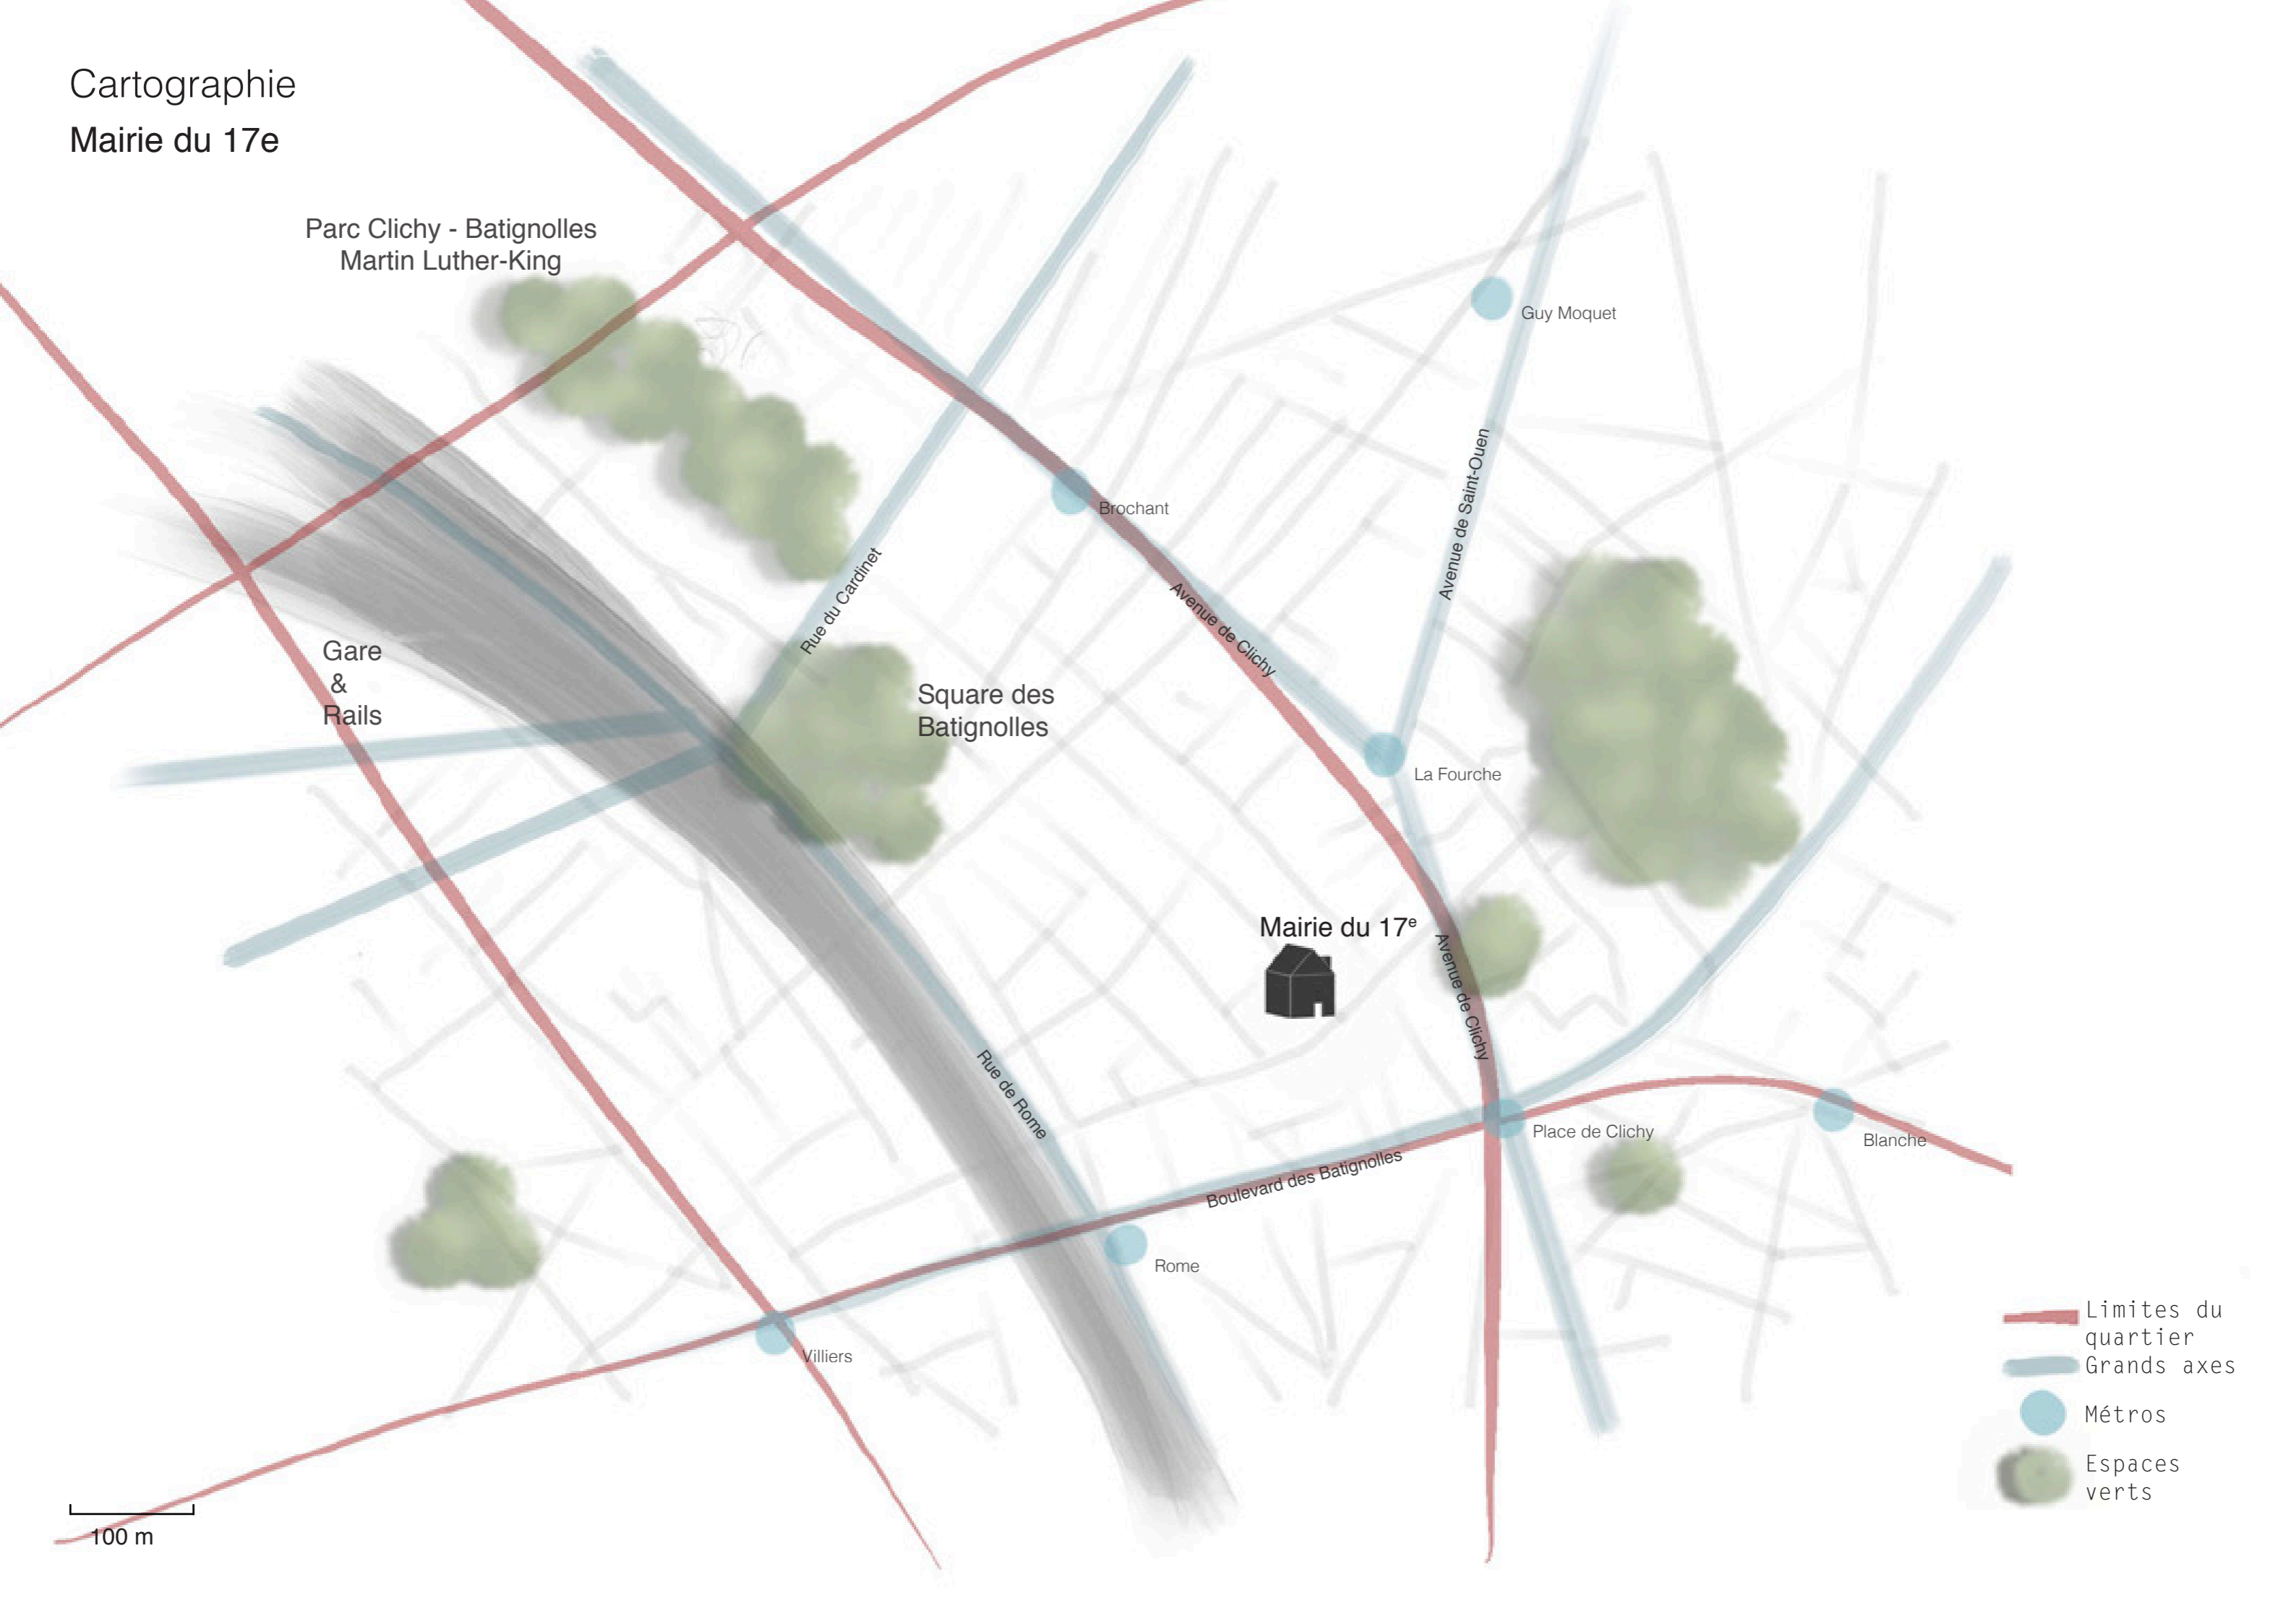 Cartographie
Mairie du 17e
Parc Clichy - Batignolles
Martin Luther-King
Guy Moquet
Avenue de Saint-Ouen
Brochant
Rue du Cardinet
Avenue de Clichy
Gare
&
Rails
Square des
Batignolles
La Fourche
Mairie du 17e
Avenue de Clichy
Rue de Rome
Place de Clichy
Blanche
Boulevard des Batignolles
Rome
Villiers
Limites du
quartier
Grands axes
Métros
Espaces
verts
100 m